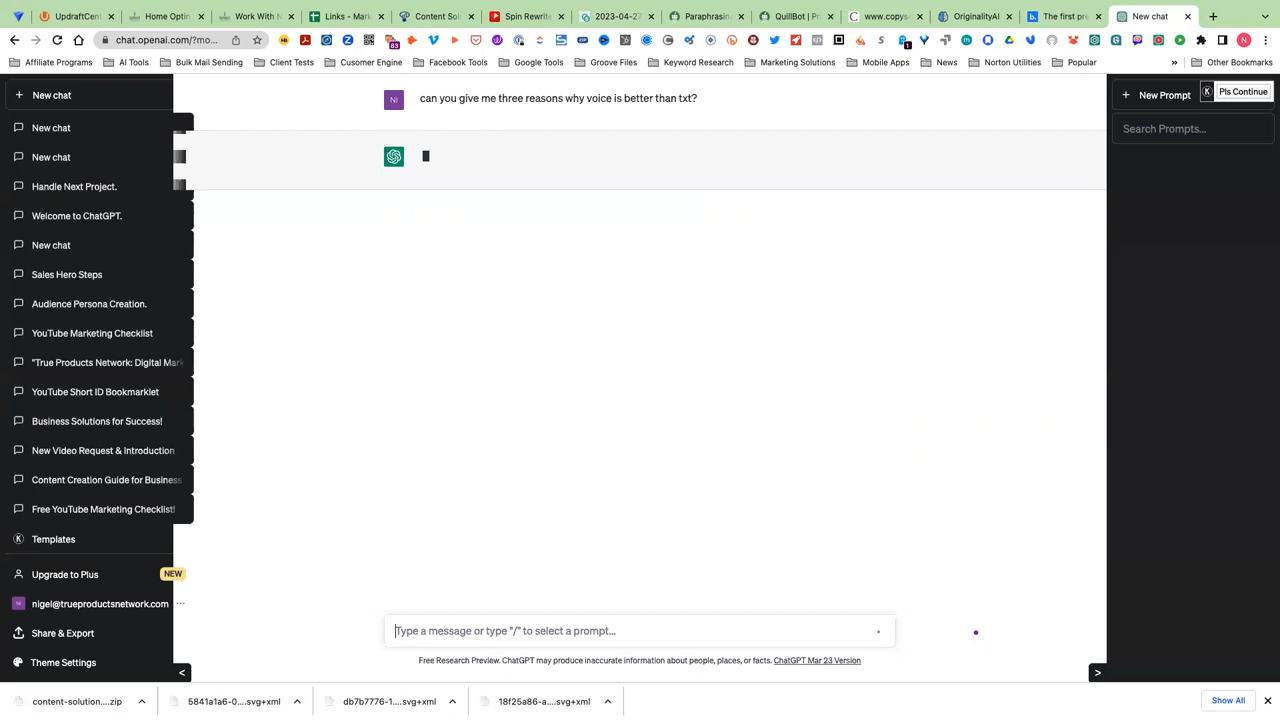 UpdraftCent
Home Optin
Work With N
Links - Mark
Content Sol
Spin Rewrite
2023-04-27
Paraphrasin
QuillBot | Pr
www.copys
OriginalityAI
The first pre
New chat
chat.openai.com/?mo...
Affiliate Programs
AI Tools
Bulk Mail Sending
Client Tests
Cusomer Engine
Facebook Tools
Google Tools
Groove Files
Keyword Research
Marketing Solutions
Mobile Apps
News
Norton Utilities
Popular
»
Other Bookmarks
+ New chat
New chat
New chat
Handle Next Project.
Welcome to ChatGPT.
New chat
Sales Hero Steps
Audience Persona Creation.
YouTube Marketing Checklist
"True Products Network: Digital Mark
YouTube Short ID Bookmarklet
Business Solutions for Success!
New Video Request & Introduction
Content Creation Guide for Business
Free YouTube Marketing Checklist!
Templates
Upgrade to Plus NEW
nigel@trueproductsnetwork.com ...
Share & Export
Theme Settings
<
NI can you give me three reasons why voice is better than txt?
Type a message or type "/" to select a prompt...
Free Research Preview. ChatGPT may produce inaccurate information about people, places, or facts. ChatGPT Mar 23 Version
+ New Prompt
K Pls Continue
Search Prompts...
>
content-solution....zip
5841a1a6-0....svg+xml
db7b7776-1....svg+xml
18f25a86-a....svg+xml
Show All